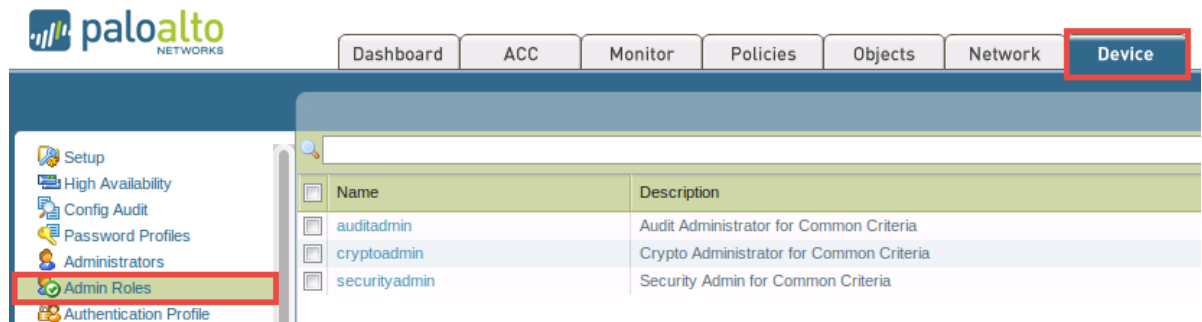 paloalto
NETWORKS
Dashboard ACC Monitor Policies Objects Network Device
Setup
High Availability
Config Audit
Password Profiles
Administrators
Admin Roles
Authentication Profile
Name Description
auditadmin Audit Administrator for Common Criteria
cryptoadmin Crypto Administrator for Common Criteria
securityadmin Security Admin for Common Criteria